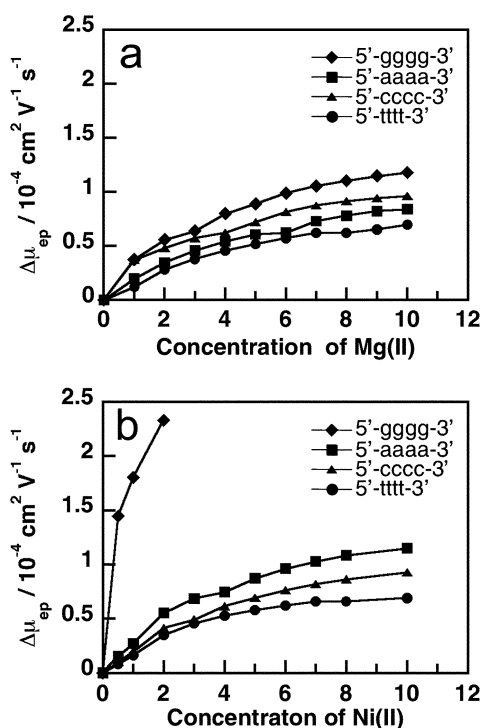 a
5’-gggg-3’
5’-aaaa-3’
5’-cccc-3’
5’-tttt-3’
Δμep / 10⁻⁴ cm² V⁻¹ s⁻¹
2.5
2
1.5
1
0.5
0
0 2 4 6 8 10 12
Concentration of Mg(II)
b
5’-gggg-3’
5’-aaaa-3’
5’-cccc-3’
5’-tttt-3’
Δμep / 10⁻⁴ cm² V⁻¹ s⁻¹
2.5
2
1.5
1
0.5
0
0 2 4 6 8 10 12
Concentraton of Ni(II)